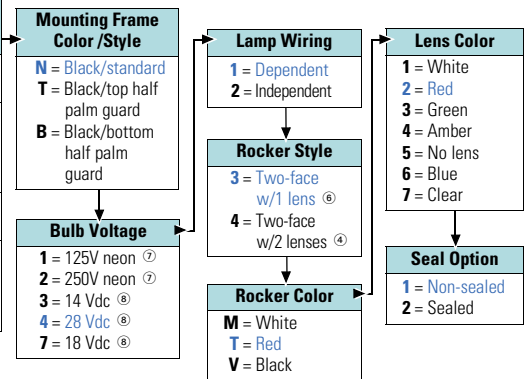 Mounting Frame
Color /Style
N = Black/standard
T = Black/top half
palm guard
B = Black/bottom
half palm
guard
Bulb Voltage
1 = 125V neon ⑦
2 = 250V neon ⑦
3 = 14 Vdc ⑧
4 = 28 Vdc ⑧
7 = 18 Vdc ⑧
Lamp Wiring
1 = Dependent
2 = Independent
Rocker Style
3 = Two-face
w/1 lens ⑥
4 = Two-face
w/2 lenses ④
Rocker Color
M = White
T = Red
V = Black
Lens Color
1 = White
2 = Red
3 = Green
4 = Amber
5 = No lens
6 = Blue
7 = Clear
Seal Option
1 = Non-sealed
2 = Sealed